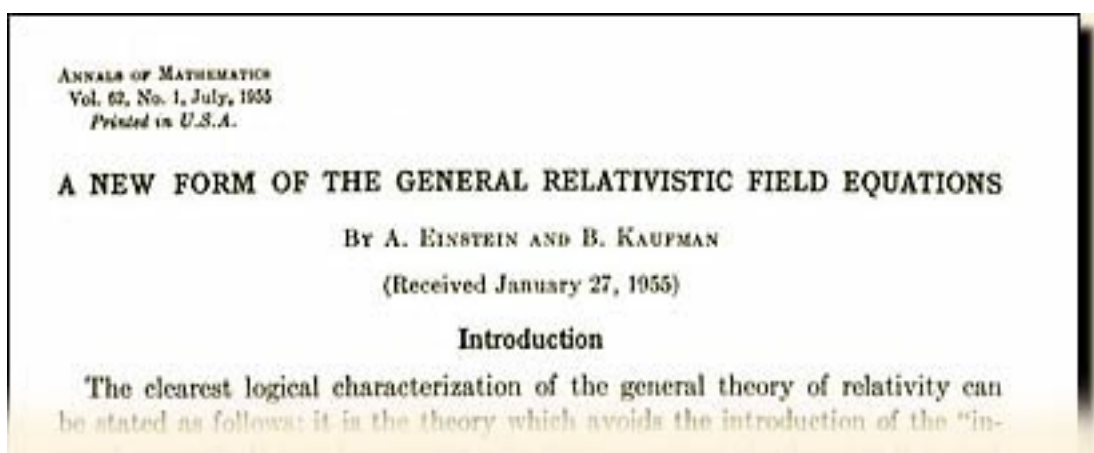 ANNALS OF MATHEMATICS
Vol. 62, No. 1, July, 1955
Printed in U.S.A.
A NEW FORM OF THE GENERAL RELATIVISTIC FIELD EQUATIONS
BY A. EINSTEIN AND B. KAUFMAN
(Received January 27, 1955)
Introduction
The clearest logical characterization of the general theory of relativity can
be stated as follows: it is the theory which avoids the introduction of the "in-